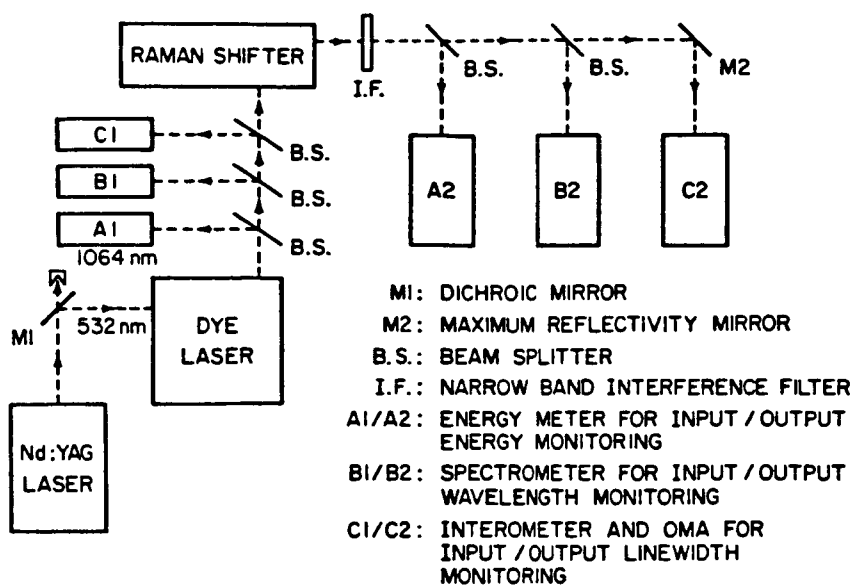 RAMAN SHIFTER
I.F.
B.S.
B.S.
M2
C1
B.S.
B1
B.S.
A1
B.S.
1064 nm
A2
B2
C2
M1
532 nm
DYE
LASER
Nd:YAG
LASER
M1: DICHROIC MIRROR
M2: MAXIMUM REFLECTIVITY MIRROR
B.S.: BEAM SPLITTER
I.F.: NARROW BAND INTERFERENCE FILTER
A1/A2: ENERGY METER FOR INPUT/OUTPUT
ENERGY MONITORING
B1/B2: SPECTROMETER FOR INPUT/OUTPUT
WAVELENGTH MONITORING
C1/C2: INTEROMETER AND OMA FOR
INPUT/OUTPUT LINEWIDTH
MONITORING